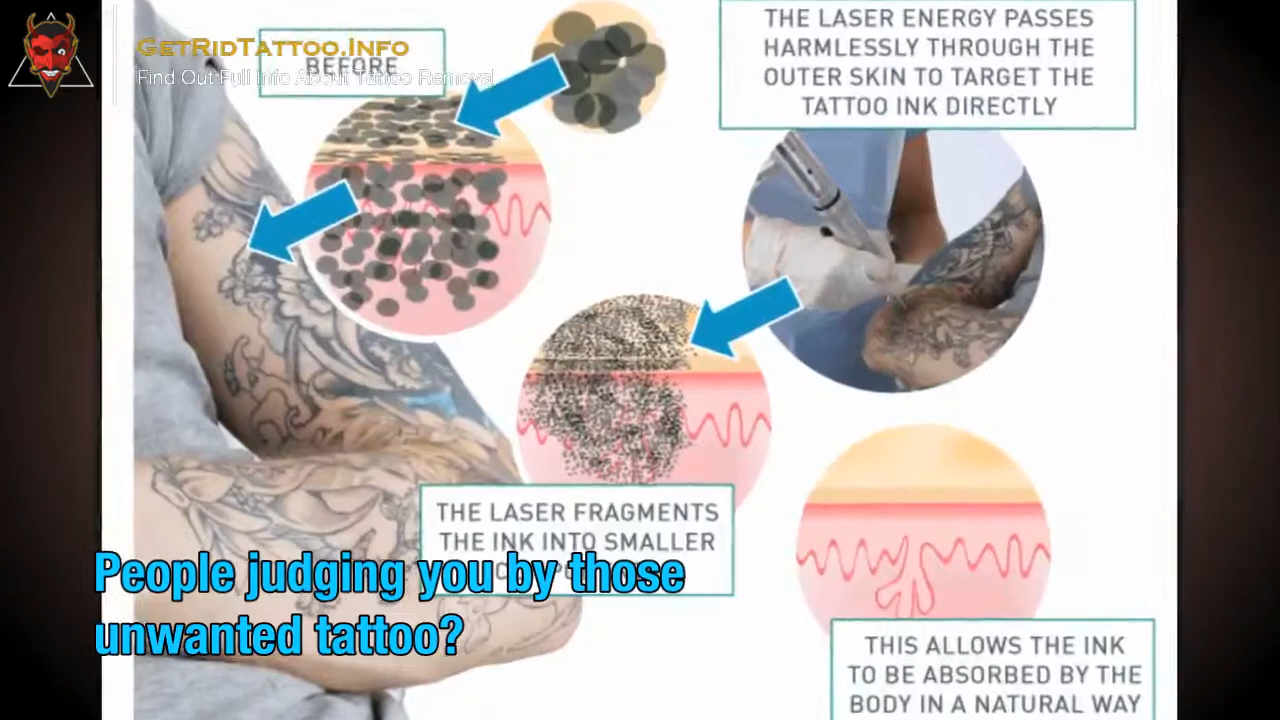 GetRidTattoo.Info
Find Out Full Info About Tattoo Removal
BEFORE
THE LASER ENERGY PASSES
HARMLESSLY THROUGH THE
OUTER SKIN TO TARGET THE
TATTOO INK DIRECTLY
THE LASER FRAGMENTS
THE INK INTO SMALLER
People judging you by those
unwanted tattoo?
THIS ALLOWS THE INK
TO BE ABSORBED BY THE
BODY IN A NATURAL WAY